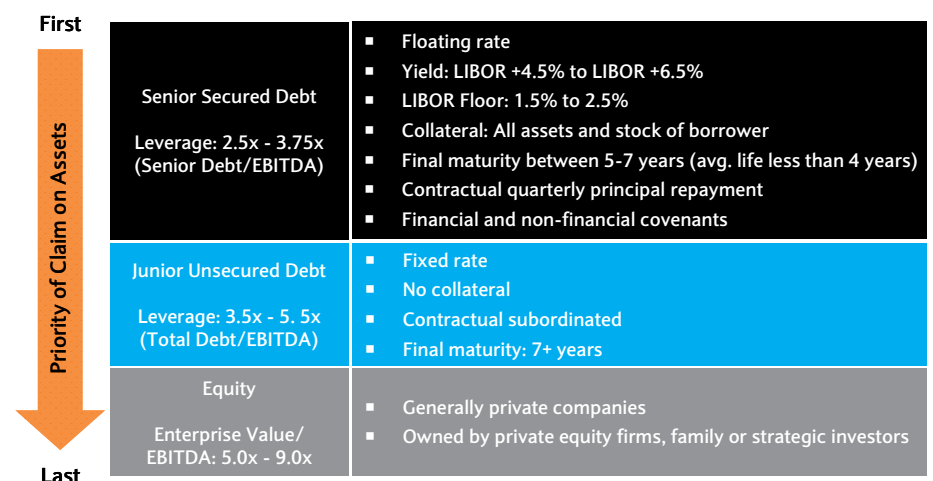 First
Priority of Claim on Assets
Senior Secured Debt
Leverage: 2.5x - 3.75x
(Senior Debt/EBITDA)
▪ Floating rate
▪ Yield: LIBOR +4.5% to LIBOR +6.5%
▪ LIBOR Floor: 1.5% to 2.5%
▪ Collateral: All assets and stock of borrower
▪ Final maturity between 5-7 years (avg. life less than 4 years)
▪ Contractual quarterly principal repayment
▪ Financial and non-financial covenants
Junior Unsecured Debt
Leverage: 3.5x - 5. 5x
(Total Debt/EBITDA)
▪ Fixed rate
▪ No collateral
▪ Contractual subordinated
▪ Final maturity: 7+ years
Equity
Enterprise Value/
EBITDA: 5.0x - 9.0x
▪ Generally private companies
▪ Owned by private equity firms, family or strategic investors
Last